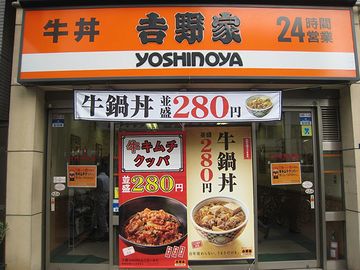 牛丼 吉野家 24時間営業
YOSHINOYA
牛鍋丼 並盛280円
牛キムチ
クッパ
並盛280円
牛鍋丼
並盛280円